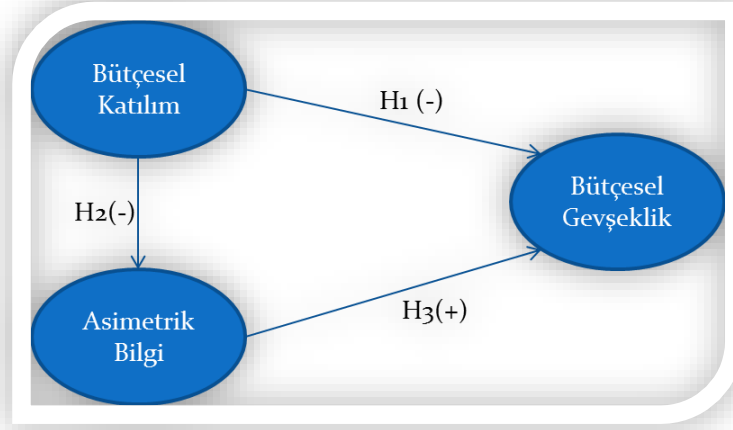 Bütçesel
Katılım
H1 (-)
Bütçesel
Gevşeklik
H2(-)
Asimetrik
Bilgi
H3(+)